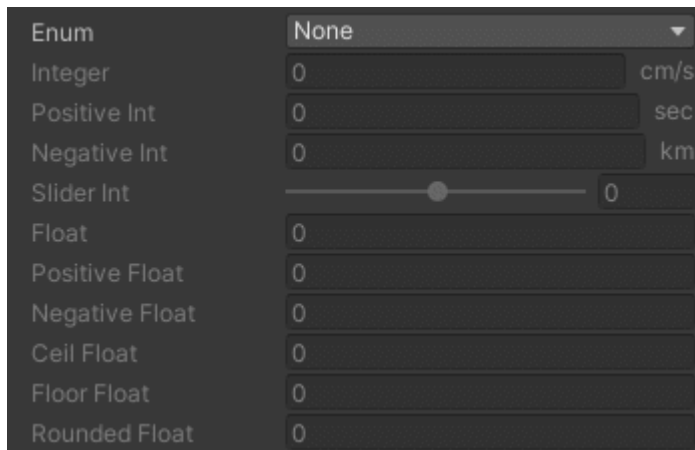 Enum None
Integer 0 cm/s
Positive Int 0 sec
Negative Int 0 km
Slider Int 0
Float 0
Positive Float 0
Negative Float 0
Ceil Float 0
Floor Float 0
Rounded Float 0